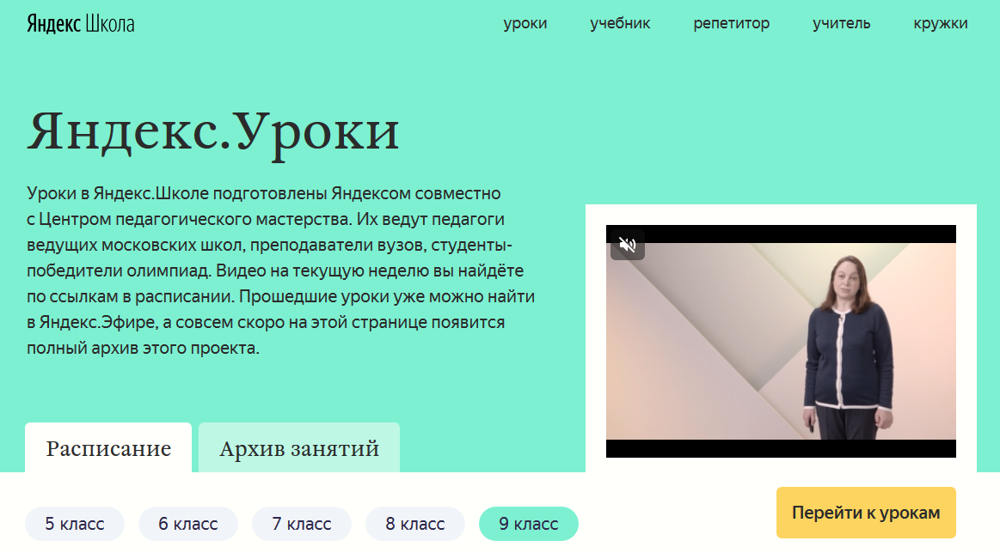 Яндекс Школа
уроки
учебник
репетитор
учитель
кружки
Яндекс.Уроки
Уроки в Яндекс.Школе подготовлены Яндексом совместно
с Центром педагогического мастерства. Их ведут педагоги
ведущих московских школ, преподаватели вузов, студенты-
победители олимпиад. Видео на текущую неделю вы найдёте
по ссылкам в расписании. Прошедшие уроки уже можно найти
в Яндекс.Эфире, а совсем скоро на этой странице появится
полный архив этого проекта.
Расписание
Архив занятий
5 класс
6 класс
7 класс
8 класс
9 класс
Перейти к урокам